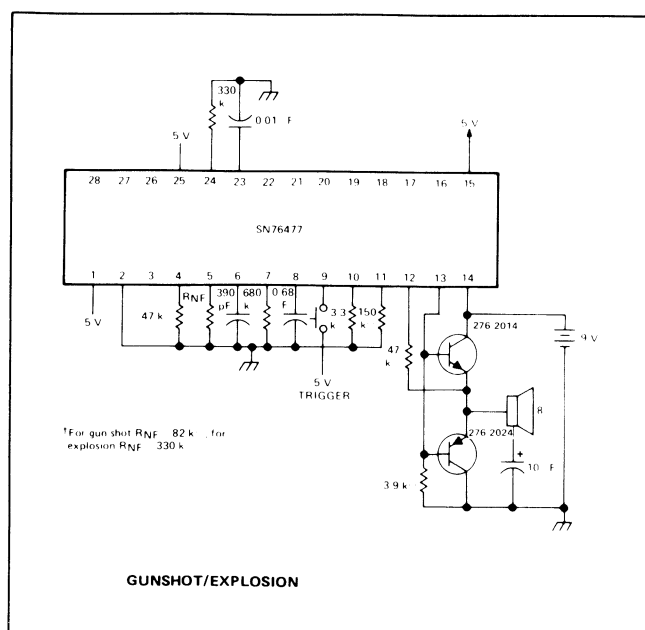 330
k
0.01 F
5 V
5 V
28 27 26 25 24 23 22 21 20 19 18 17 16 15
SN76477
1 2 3 4 5 6 7 8 9 10 11 12 13 14
5 V
47 k
RNF
390
pF
680
k
0 68
F
3 3
k
150
k
47
k
5 V
TRIGGER
276 2014
9 V
8
276 2024
+
10 F
3 9 k
†For gun shot RNF 82 k , for
explosion RNF 330 k
GUNSHOT/EXPLOSION